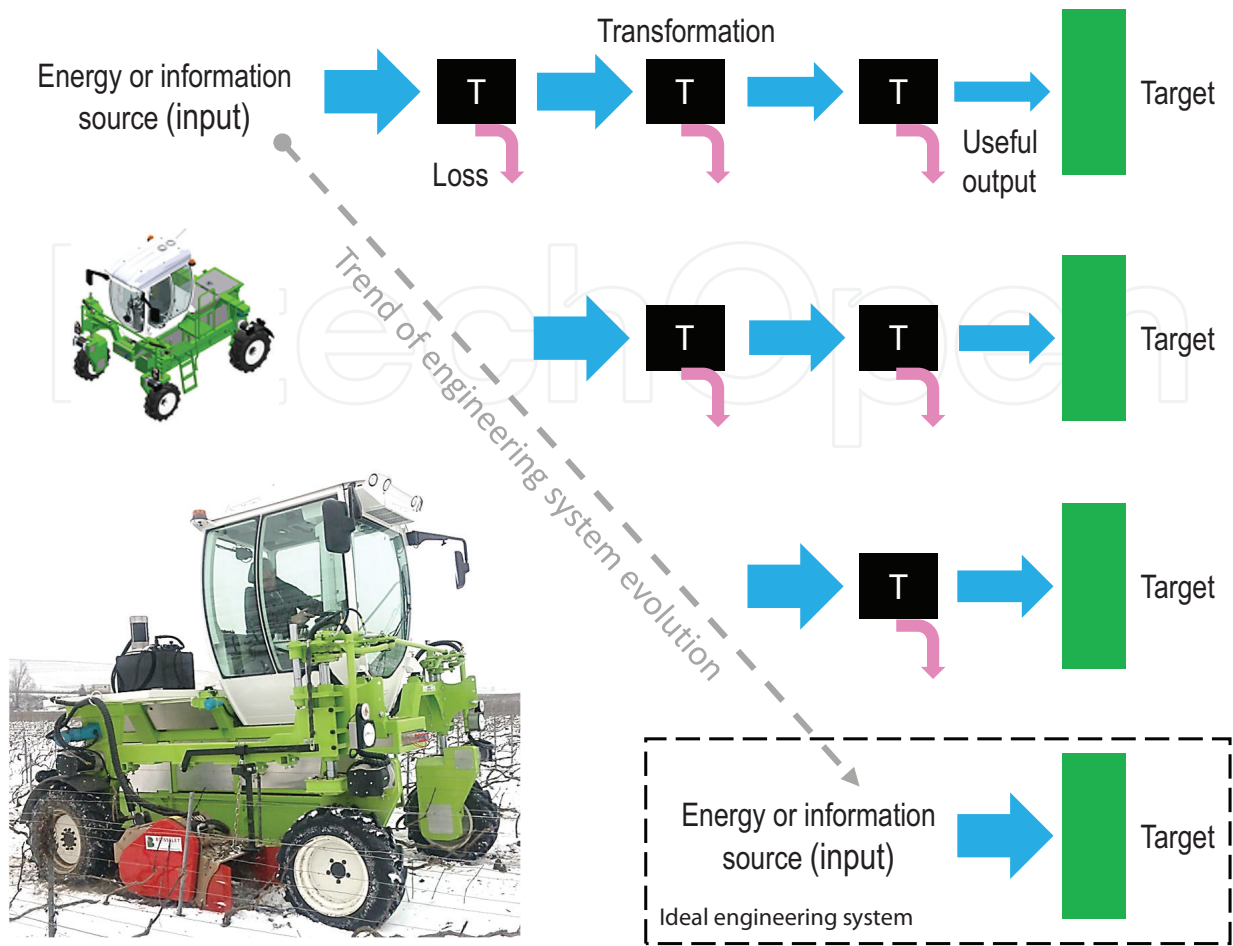 Transformation
Energy or information
source (input)
T
T
T
Target
Loss
Useful
output
Trend of engineering system evolution
T
T
Target
T
Target
Energy or information
source (input)
Target
Ideal engineering system